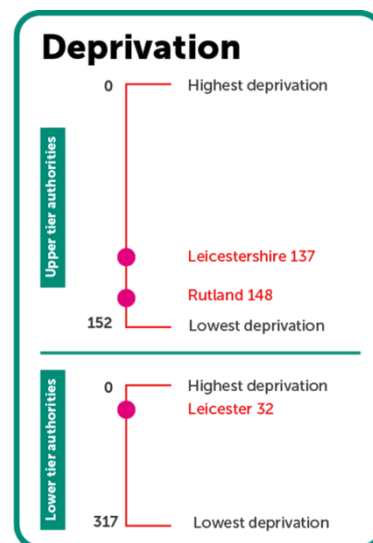 Deprivation
0 Highest deprivation
Upper tier authorities
Leicestershire 137
Rutland 148
152 Lowest deprivation
0 Highest deprivation
Lower tier authorities
Leicester 32
317 Lowest deprivation